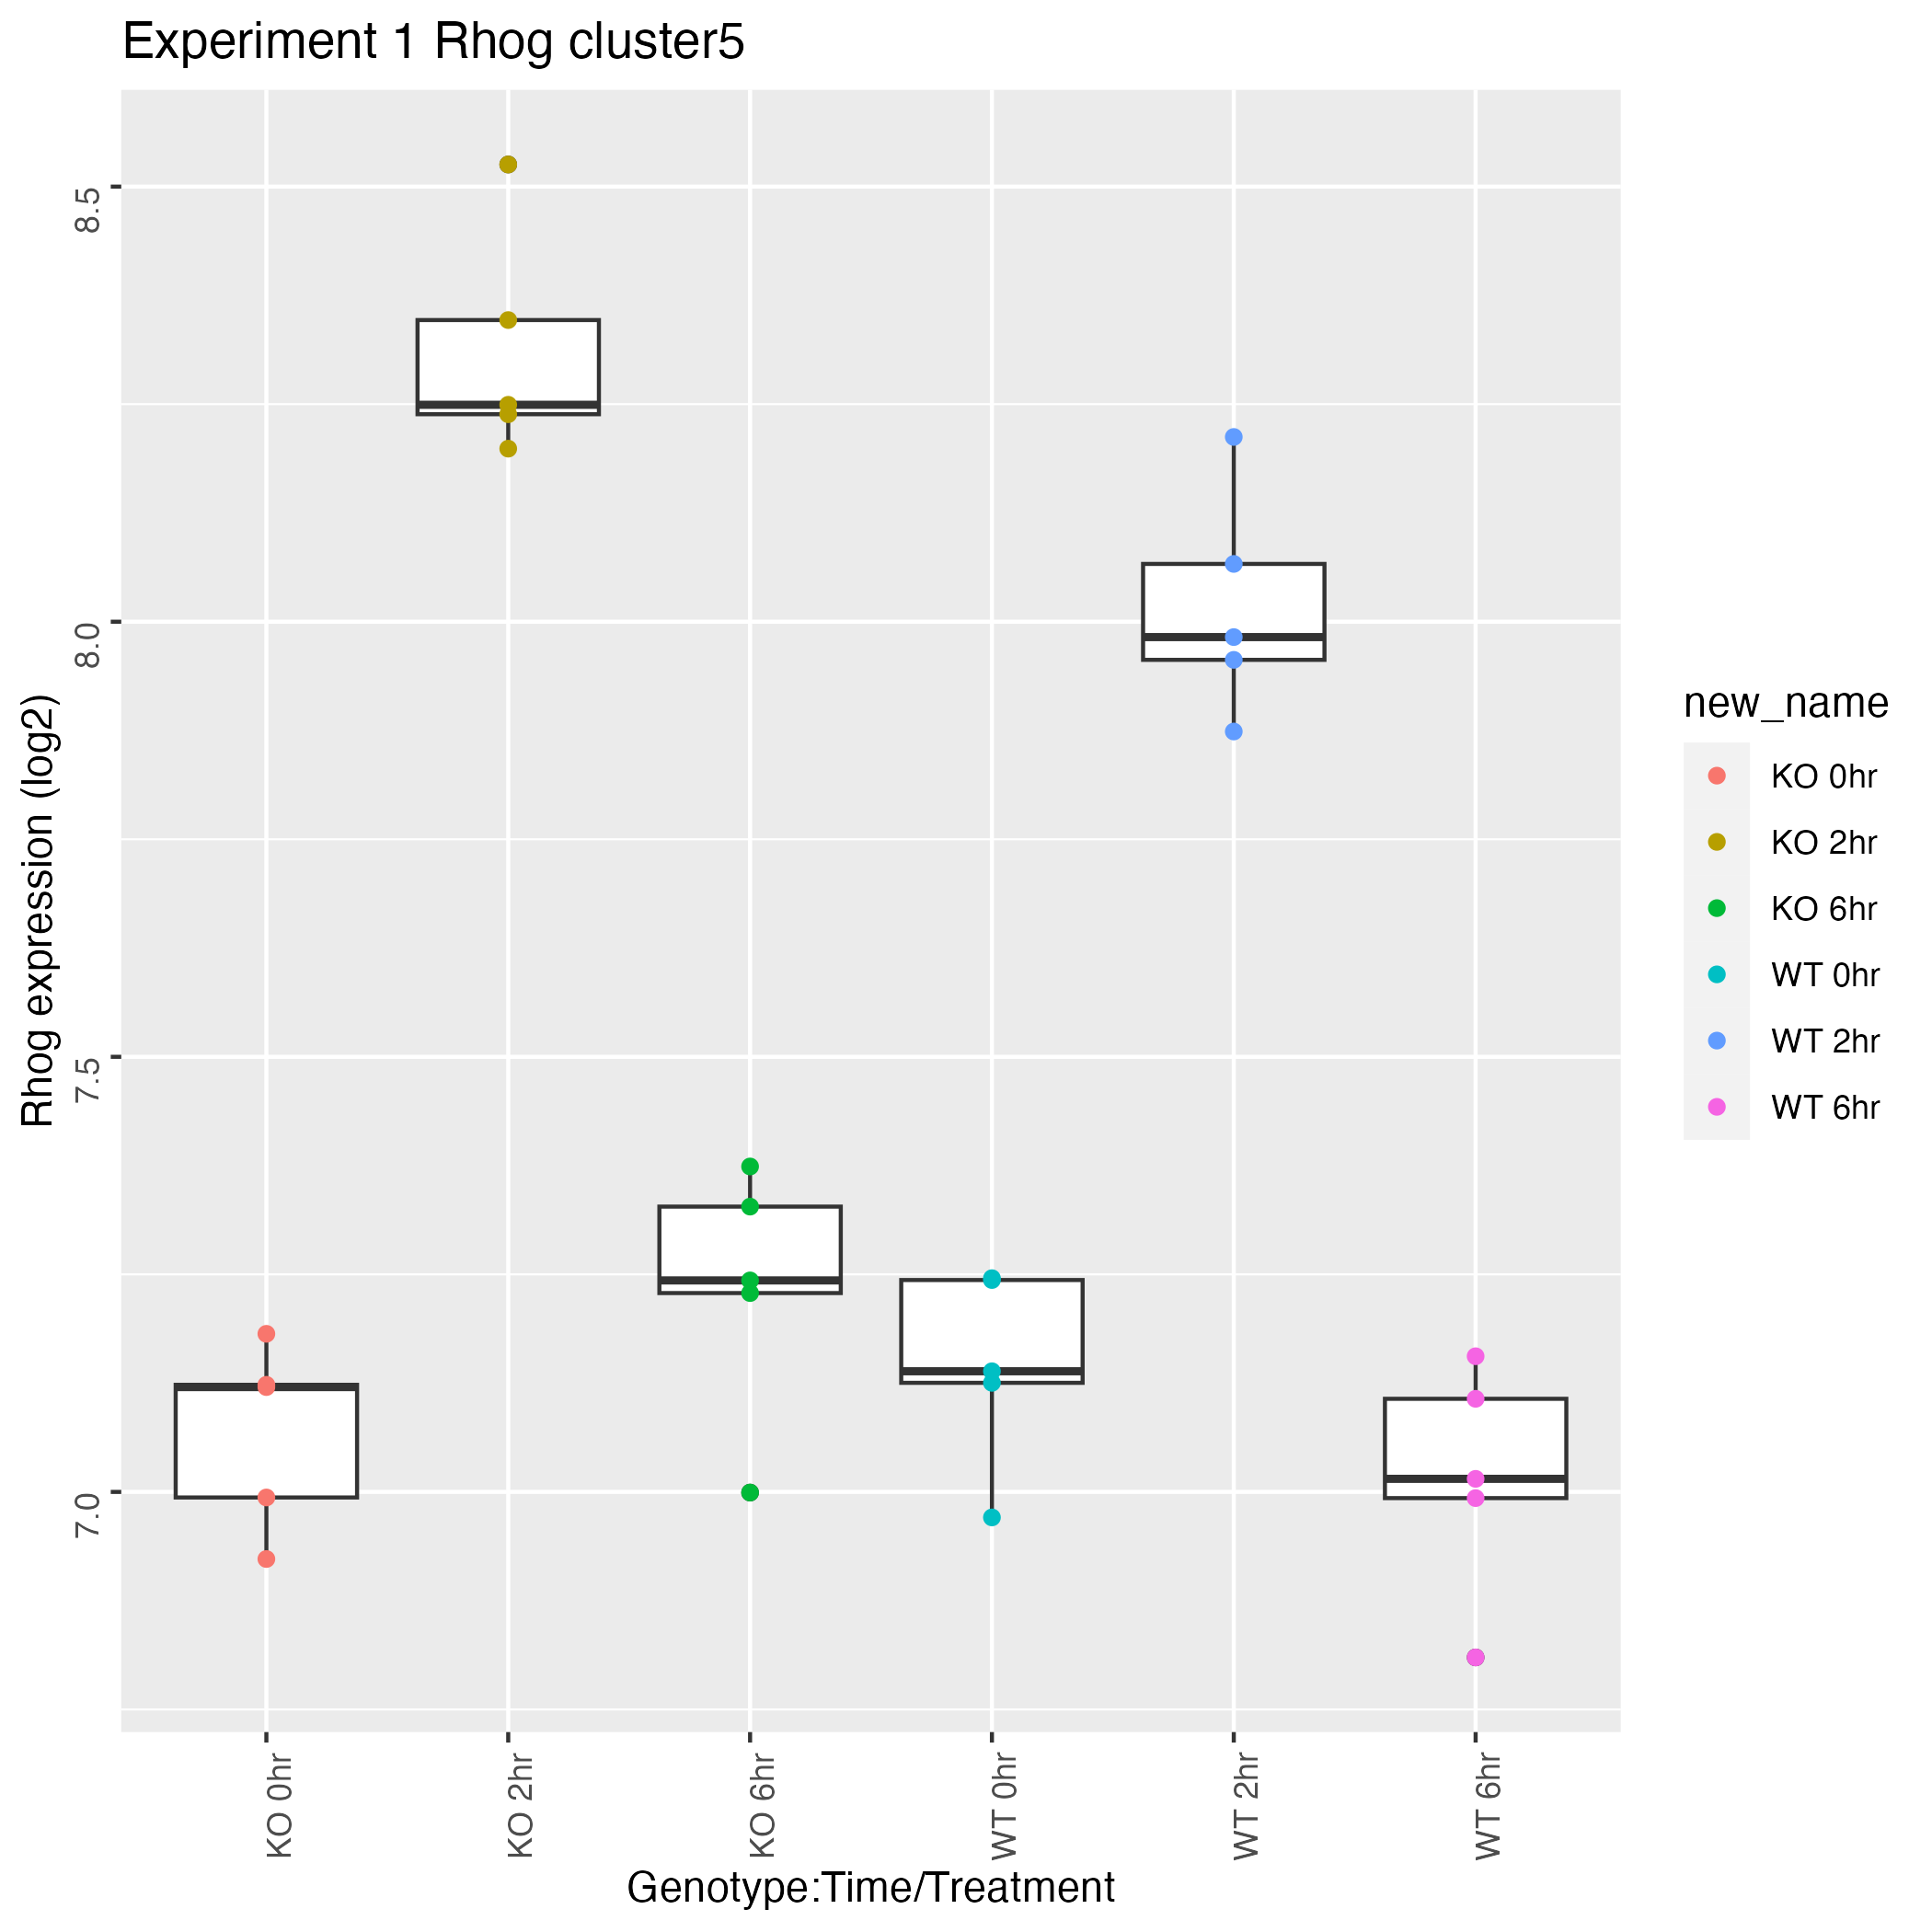 Experiment 1 Rhog cluster5
Rhog expression (log2)
8.5
8.0
7.5
7.0
KO 0hr
KO 2hr
KO 6hr
WT 0hr
WT 2hr
WT 6hr
Genotype:Time/Treatment
new_name
KO 0hr
KO 2hr
KO 6hr
WT 0hr
WT 2hr
WT 6hr